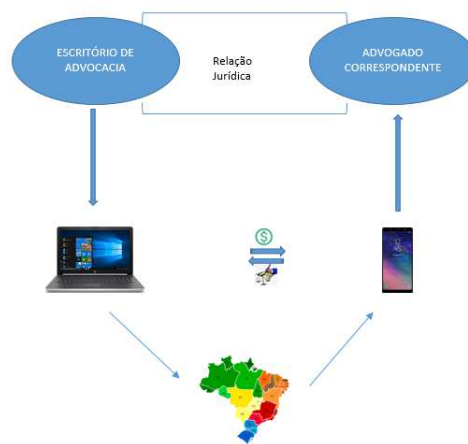 ESCRITÓRIO DE
ADVOCACIA
Relação
Jurídica
ADVOGADO
CORRESPONDENTE
$